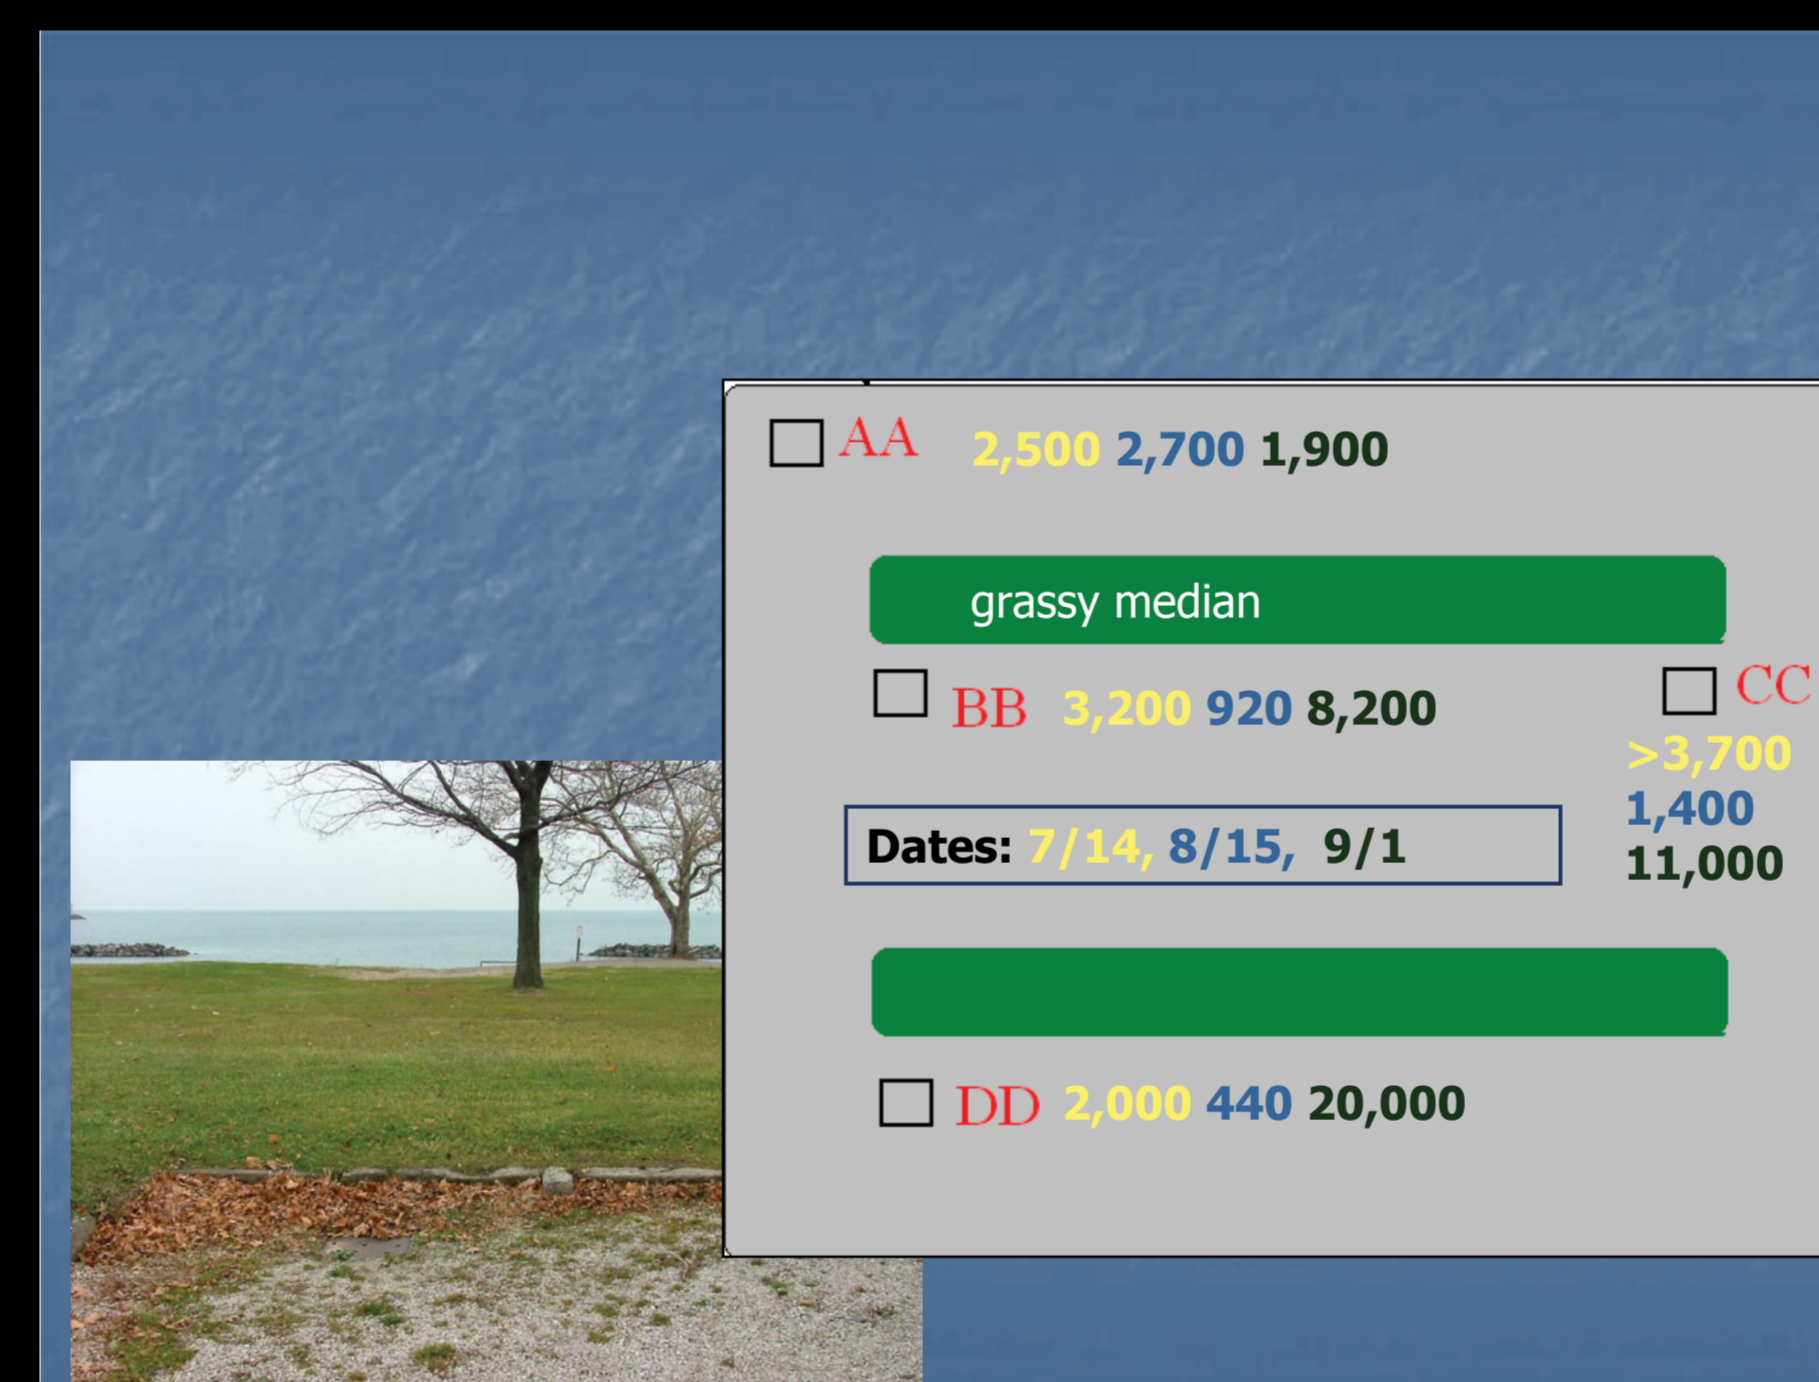 AA 2,500 2,700 1,900
grassy median
BB 3,200 920 8,200
CC
>3,700
1,400
11,000
Dates: 7/14, 8/15, 9/1
DD 2,000 440 20,000